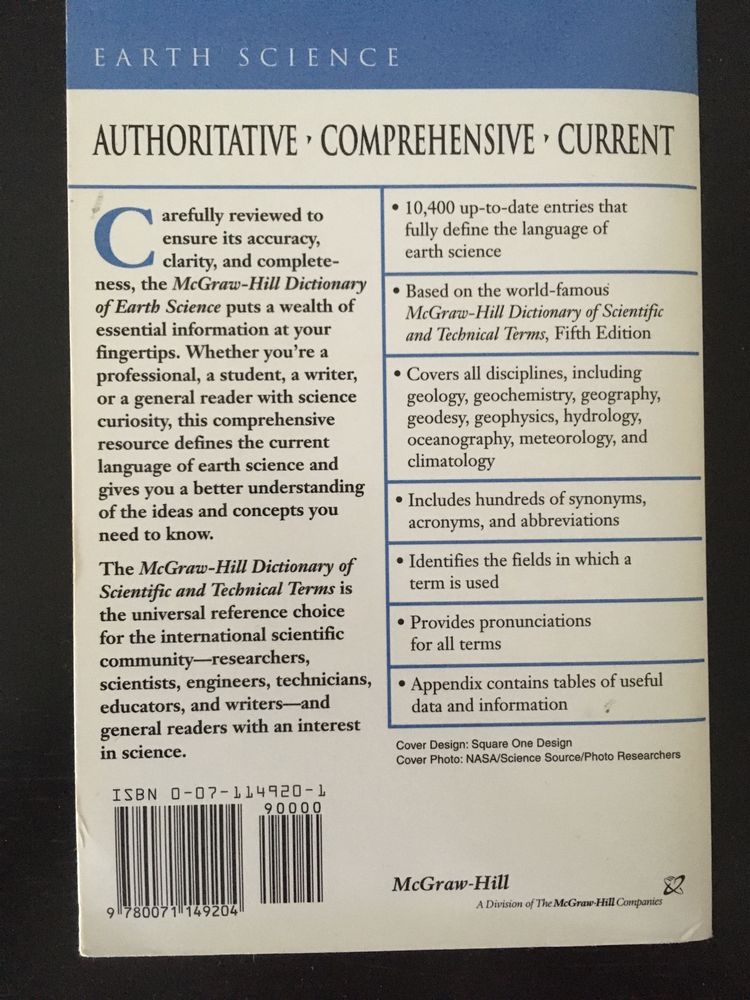 EARTH SCIENCE
AUTHORITATIVE · COMPREHENSIVE · CURRENT
Carefully reviewed to
ensure its accuracy,
clarity, and complete-
ness, the McGraw-Hill Dictionary
of Earth Science puts a wealth of
essential information at your
fingertips. Whether you're a
professional, a student, a writer,
or a general reader with science
curiosity, this comprehensive
resource defines the current
language of earth science and
gives you a better understanding
of the ideas and concepts you
need to know.
The McGraw-Hill Dictionary of
Scientific and Technical Terms is
the universal reference choice
for the international scientific
community—researchers,
scientists, engineers, technicians,
educators, and writers—and
general readers with an interest
in science.
• 10,400 up-to-date entries that
fully define the language of
earth science
• Based on the world-famous
McGraw-Hill Dictionary of Scientific
and Technical Terms, Fifth Edition
• Covers all disciplines, including
geology, geochemistry, geography,
geodesy, geophysics, hydrology,
oceanography, meteorology, and
climatology
• Includes hundreds of synonyms,
acronyms, and abbreviations
• Identifies the fields in which a
term is used
• Provides pronunciations
for all terms
• Appendix contains tables of useful
data and information
Cover Design: Square One Design
Cover Photo: NASA/Science Source/Photo Researchers
ISBN 0-07-114920-1
90000
9 780071 149204
McGraw-Hill
A Division of The McGraw-Hill Companies